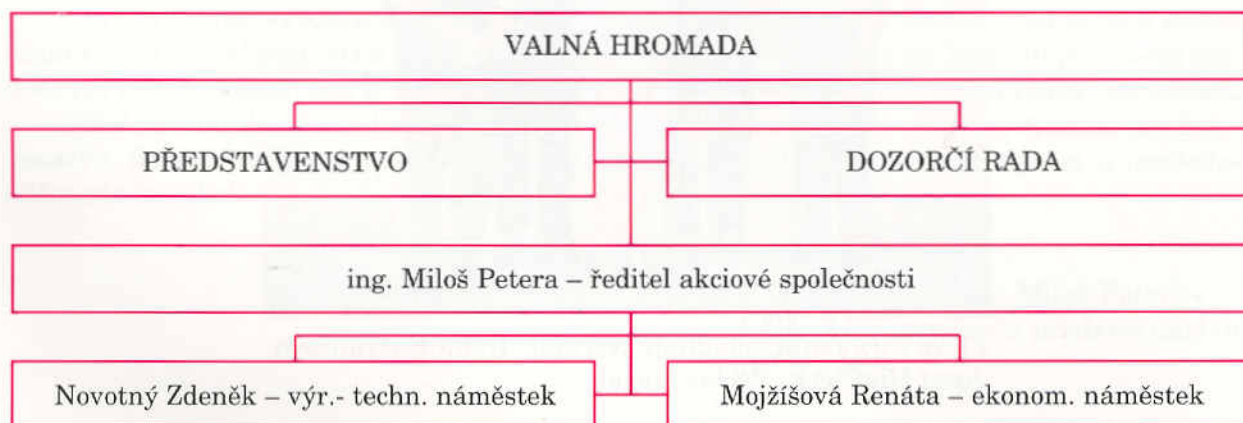 VALNÁ HROMADA
PŘEDSTAVENSTVO
DOZORČÍ RADA
ing. Miloš Petera – ředitel akciové společnosti
Novotný Zdeněk – výr.- techn. náměstek
Mojžíšová Renáta – ekonom. náměstek